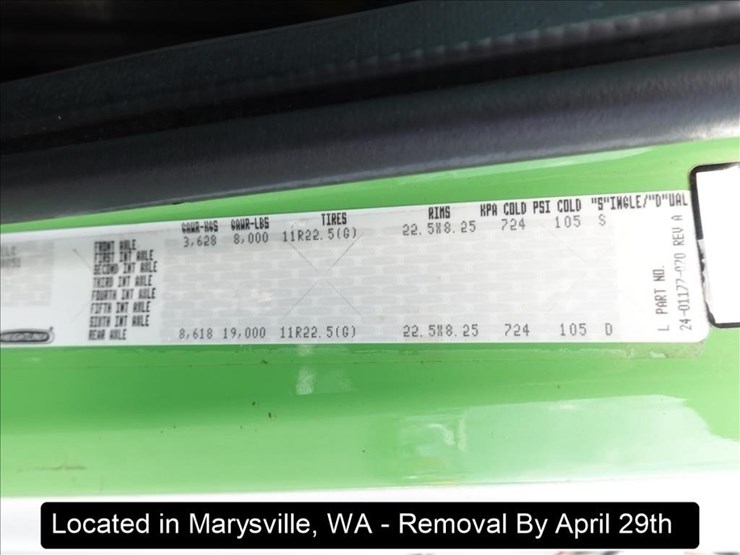 GAWR-KGS GAWR-LBS TIRES RIMS KPA COLD PSI COLD "S"INGLE/"D"UAL
FRONT AXLE 3,628 8,000 11R22.5(G) 22.5X8.25 724 105 S
FIRST INT AXLE
SECOND INT AXLE
THIRD INT AXLE
FOURTH INT AXLE
FIFTH INT AXLE
SIXTH INT AXLE
REAR AXLE 8,618 19,000 11R22.5(G) 22.5X8.25 724 105 D
L PART NO.
24-01177-020 REV A
Located in Marysville, WA - Removal By April 29th